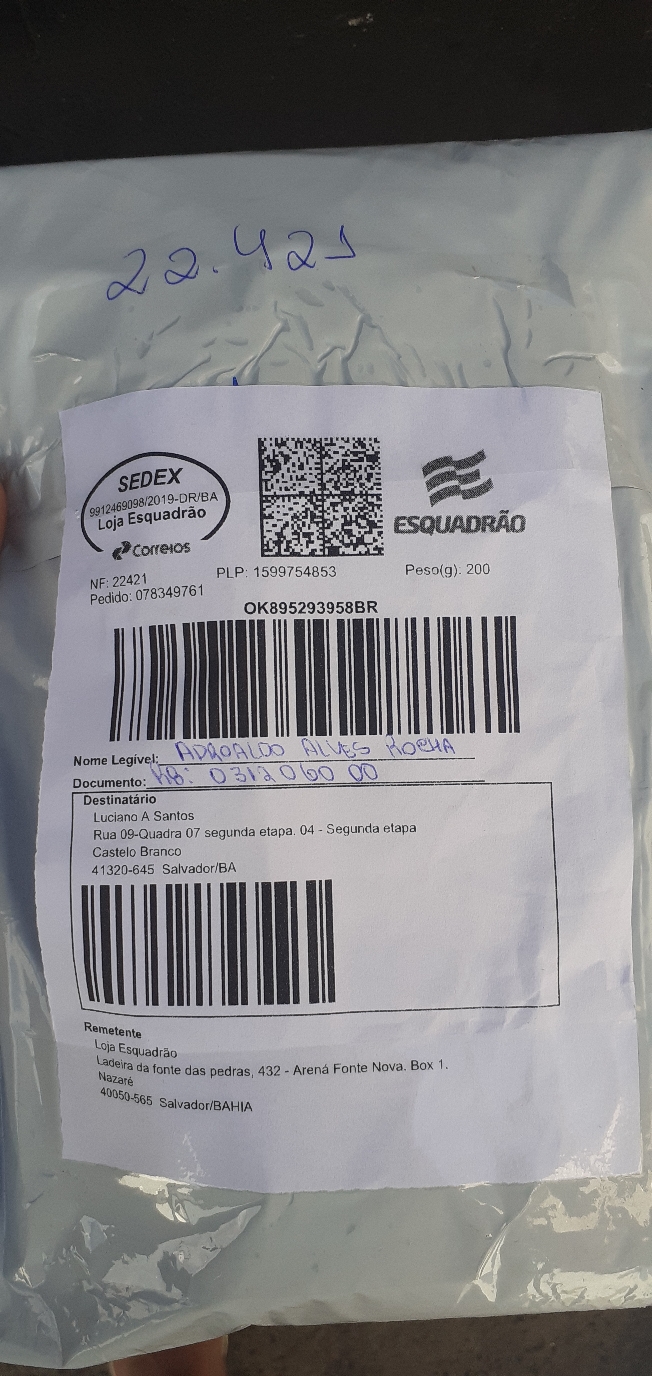 22.421
SEDEX
9912469098/2019-DR/BA
Loja Esquadrão
Correios
ESQUADRÃO
NF: 22421
PLP: 1599754853
Peso(g): 200
Pedido: 078349761
OK895293958BR
Nome Legível: ADROALDO ALVES ROCHA
Documento: RG: 0312060 00
Destinatário
Luciano A Santos
Rua 09-Quadra 07 segunda etapa. 04 - Segunda etapa
Castelo Branco
41320-645 Salvador/BA
Remetente
Loja Esquadrão
Ladeira da fonte das pedras, 432 - Arená Fonte Nova. Box 1.
Nazaré
40050-565 Salvador/BAHIA